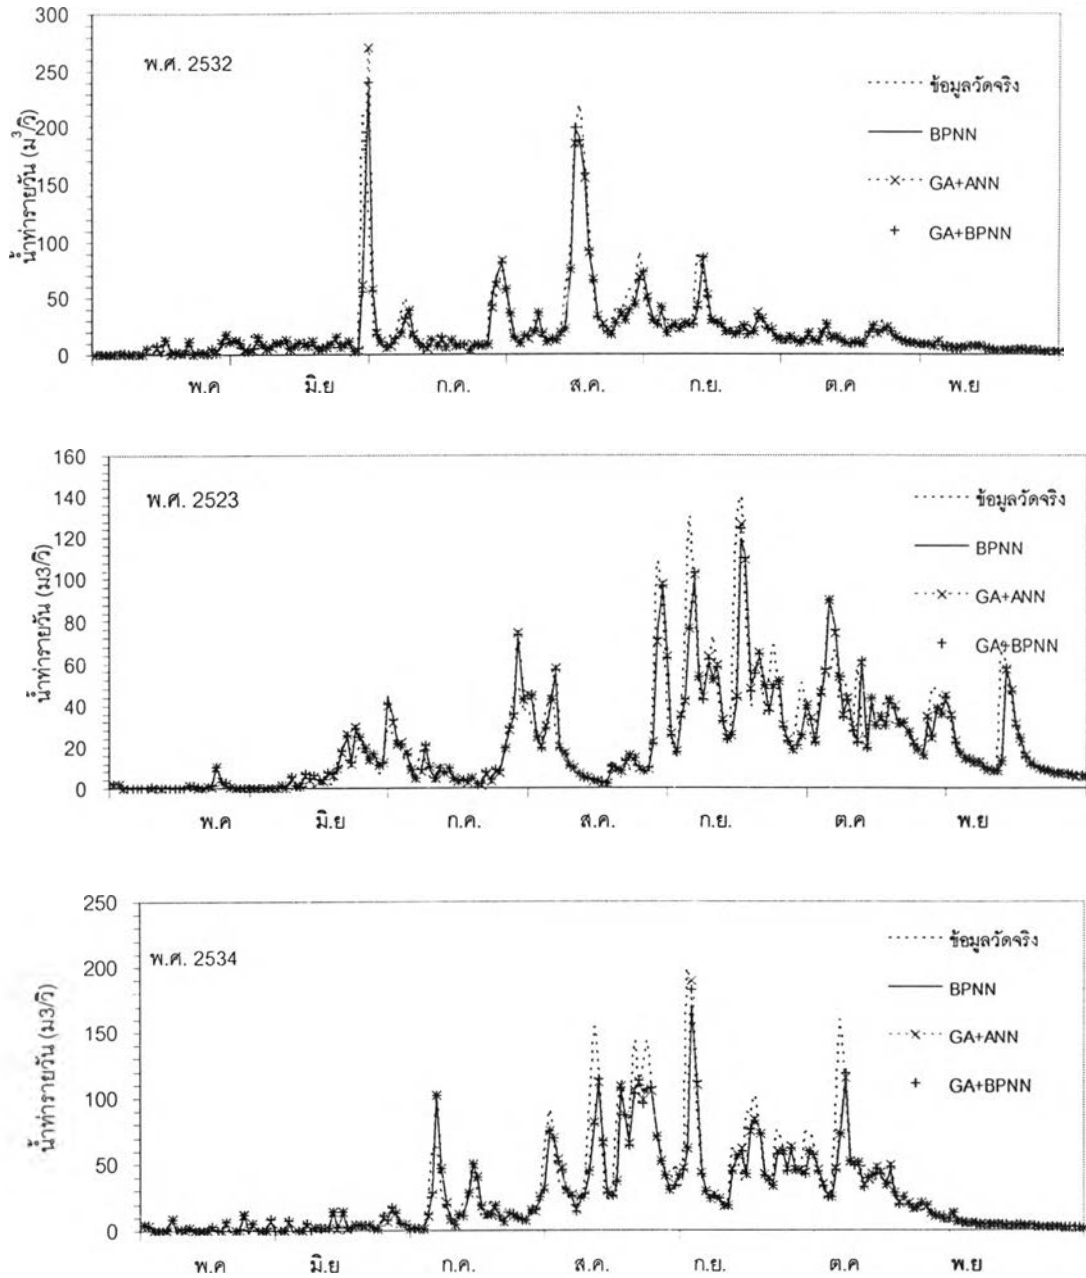 300
250
200
150
100
50
0
น้ำท่ารายวัน (ม³/วิ)
พ.ศ. 2532
ข้อมูลวัดจริง
BPNN
GA+ANN
GA+BPNN
พ.ค มิ.ย ก.ค. ส.ค. ก.ย. ต.ค พ.ย
160
140
120
100
80
60
40
20
0
น้ำท่ารายวัน (ม3/วิ)
พ.ศ. 2523
ข้อมูลวัดจริง
BPNN
GA+ANN
GA+BPNN
พ.ค มิ.ย ก.ค. ส.ค. ก.ย. ต.ค พ.ย
250
200
150
100
50
0
น้ำท่ารายวัน (ม3/วิ)
พ.ศ. 2534
ข้อมูลวัดจริง
BPNN
GA+ANN
GA+BPNN
พ.ค มิ.ย ก.ค. ส.ค. ก.ย. ต.ค พ.ย